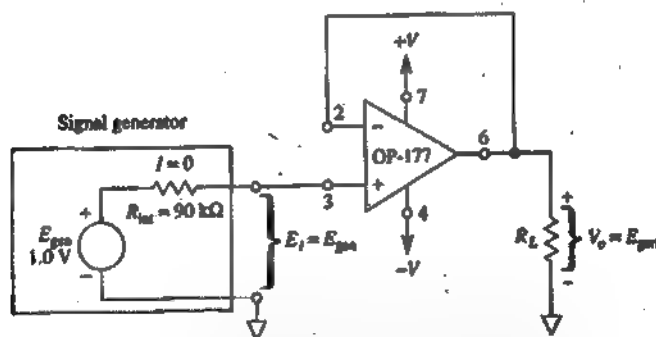 +V
7
2
−
Signal generator
OP-177
6
I = 0
+
3
+
+
R_int = 90 kΩ
4
E_gen
1.0 V
E_i = E_gen
R_L
V_o = E_gen
−
−V
−